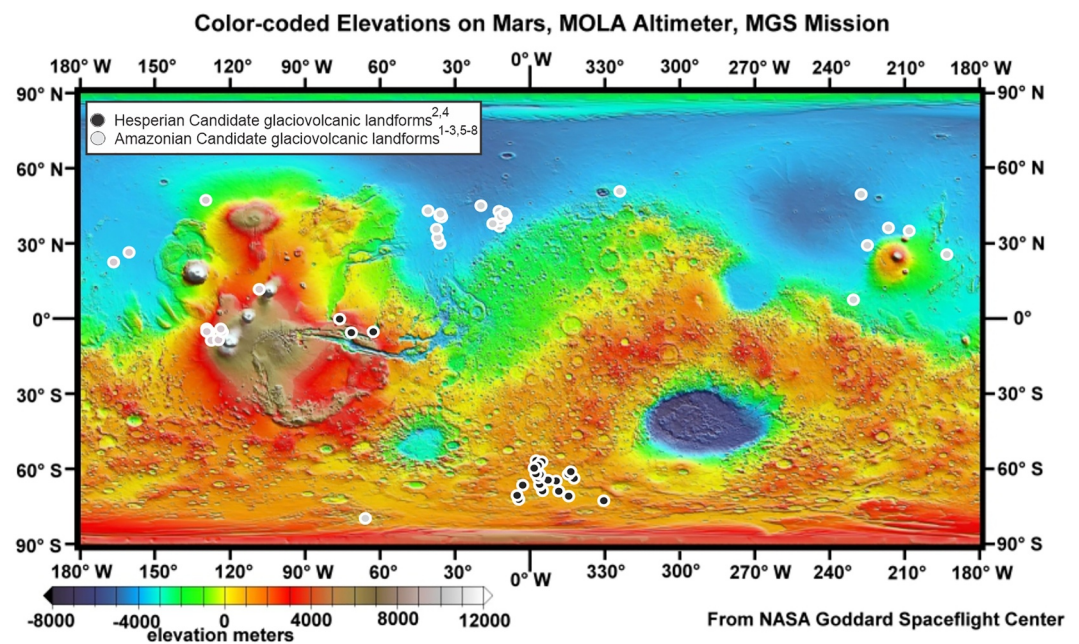 Color-coded Elevations on Mars, MOLA Altimeter, MGS Mission
180° W 150° 120° 90° W 60° 30° 0° W 330° 300° 270° W 240° 210° 180° W
90° N 90° N
Hesperian Candidate glaciovolcanic landforms2,4
Amazonian Candidate glaciovolcanic landforms1-3,5-8
60° N 60° N
30° N 30° N
0° 0°
30° S 30° S
60° S 60° S
90° S 90° S
180° W 150° 120° 90° W 60° 30° 0° W 330° 300° 270° W 240° 210° 180° W
-8000 -4000 0 4000 8000 12000
elevation meters
From NASA Goddard Spaceflight Center